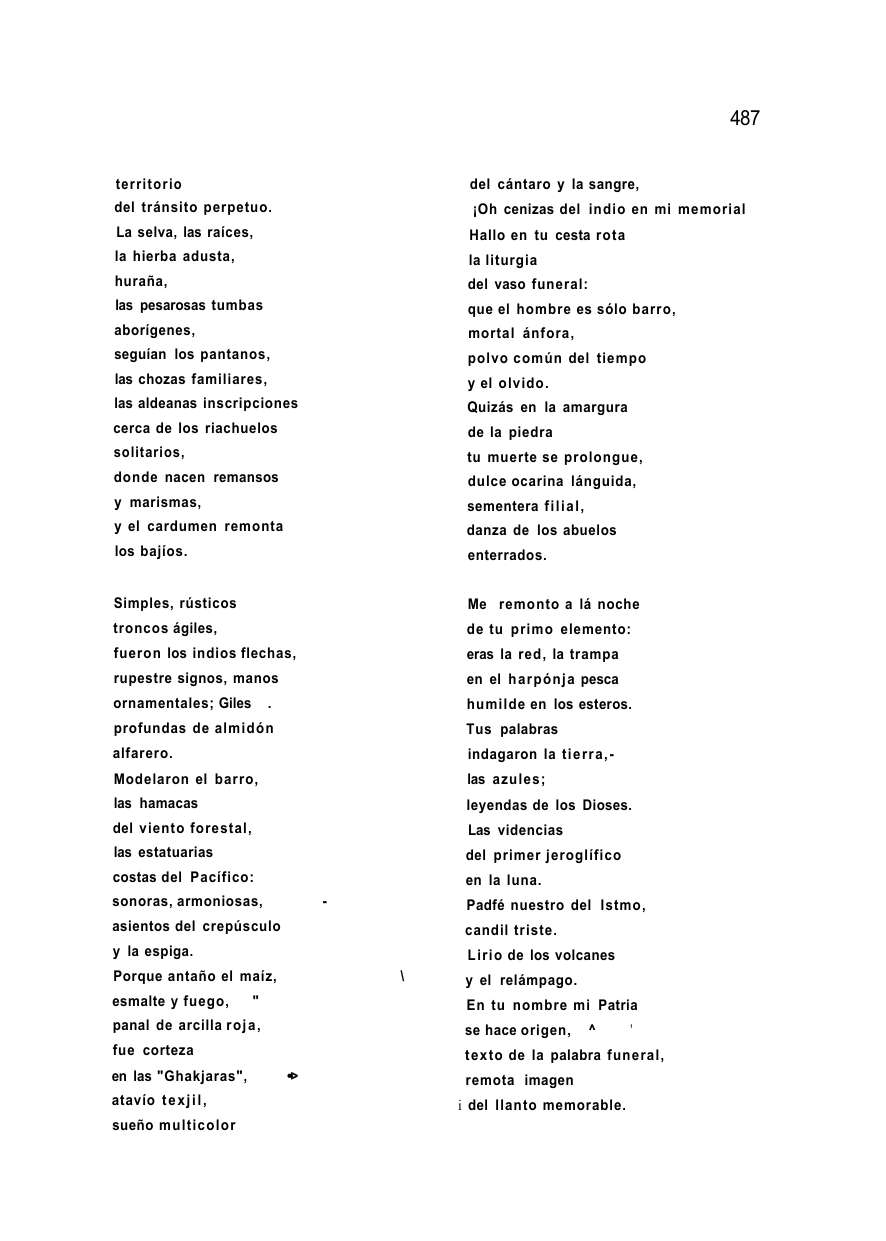 487
territorio
del tránsito perpetuo.
La selva, las raíces,
la hierba adusta,
huraña,
las pesarosas tumbas
aborígenes,
seguían los pantanos,
las chozas familiares,
las aldeanas inscripciones
cerca de los riachuelos
solitarios,
donde nacen remansos
y marismas,
y el cardumen remonta
los bajíos.
Simples, rústicos
troncos ágiles,
fueron los indios flechas,
rupestre signos, manos
ornamentales; Giles .
profundas de almidón
alfarero.
Modelaron el barro,
las hamacas
del viento forestal,
las estatuarias
costas del Pacífico:
sonoras, armoniosas, -
asientos del crepúsculo
y la espiga.
Porque antaño el maíz, \
esmalte y fuego, "
panal de arcilla roja,
fue corteza
en las "Ghakjaras", •>
atavío texjil,
sueño multicolor
del cántaro y la sangre,
¡Oh cenizas del indio en mi memorial
Hallo en tu cesta rota
la liturgia
del vaso funeral:
que el hombre es sólo barro,
mortal ánfora,
polvo común del tiempo
y el olvido.
Quizás en la amargura
de la piedra
tu muerte se prolongue,
dulce ocarina lánguida,
sementera filial,
danza de los abuelos
enterrados.
Me remonto a lá noche
de tu primo elemento:
eras la red, la trampa
en el harpónja pesca
humilde en los esteros.
Tus palabras
indagaron la tierra,-
las azules;
leyendas de los Dioses.
Las videncias
del primer jeroglífico
en la luna.
Padfé nuestro del Istmo,
candil triste.
Lirio de los volcanes
y el relámpago.
En tu nombre mi Patria
se hace origen, ^ '
texto de la palabra funeral,
remota imagen
i del llanto memorable.